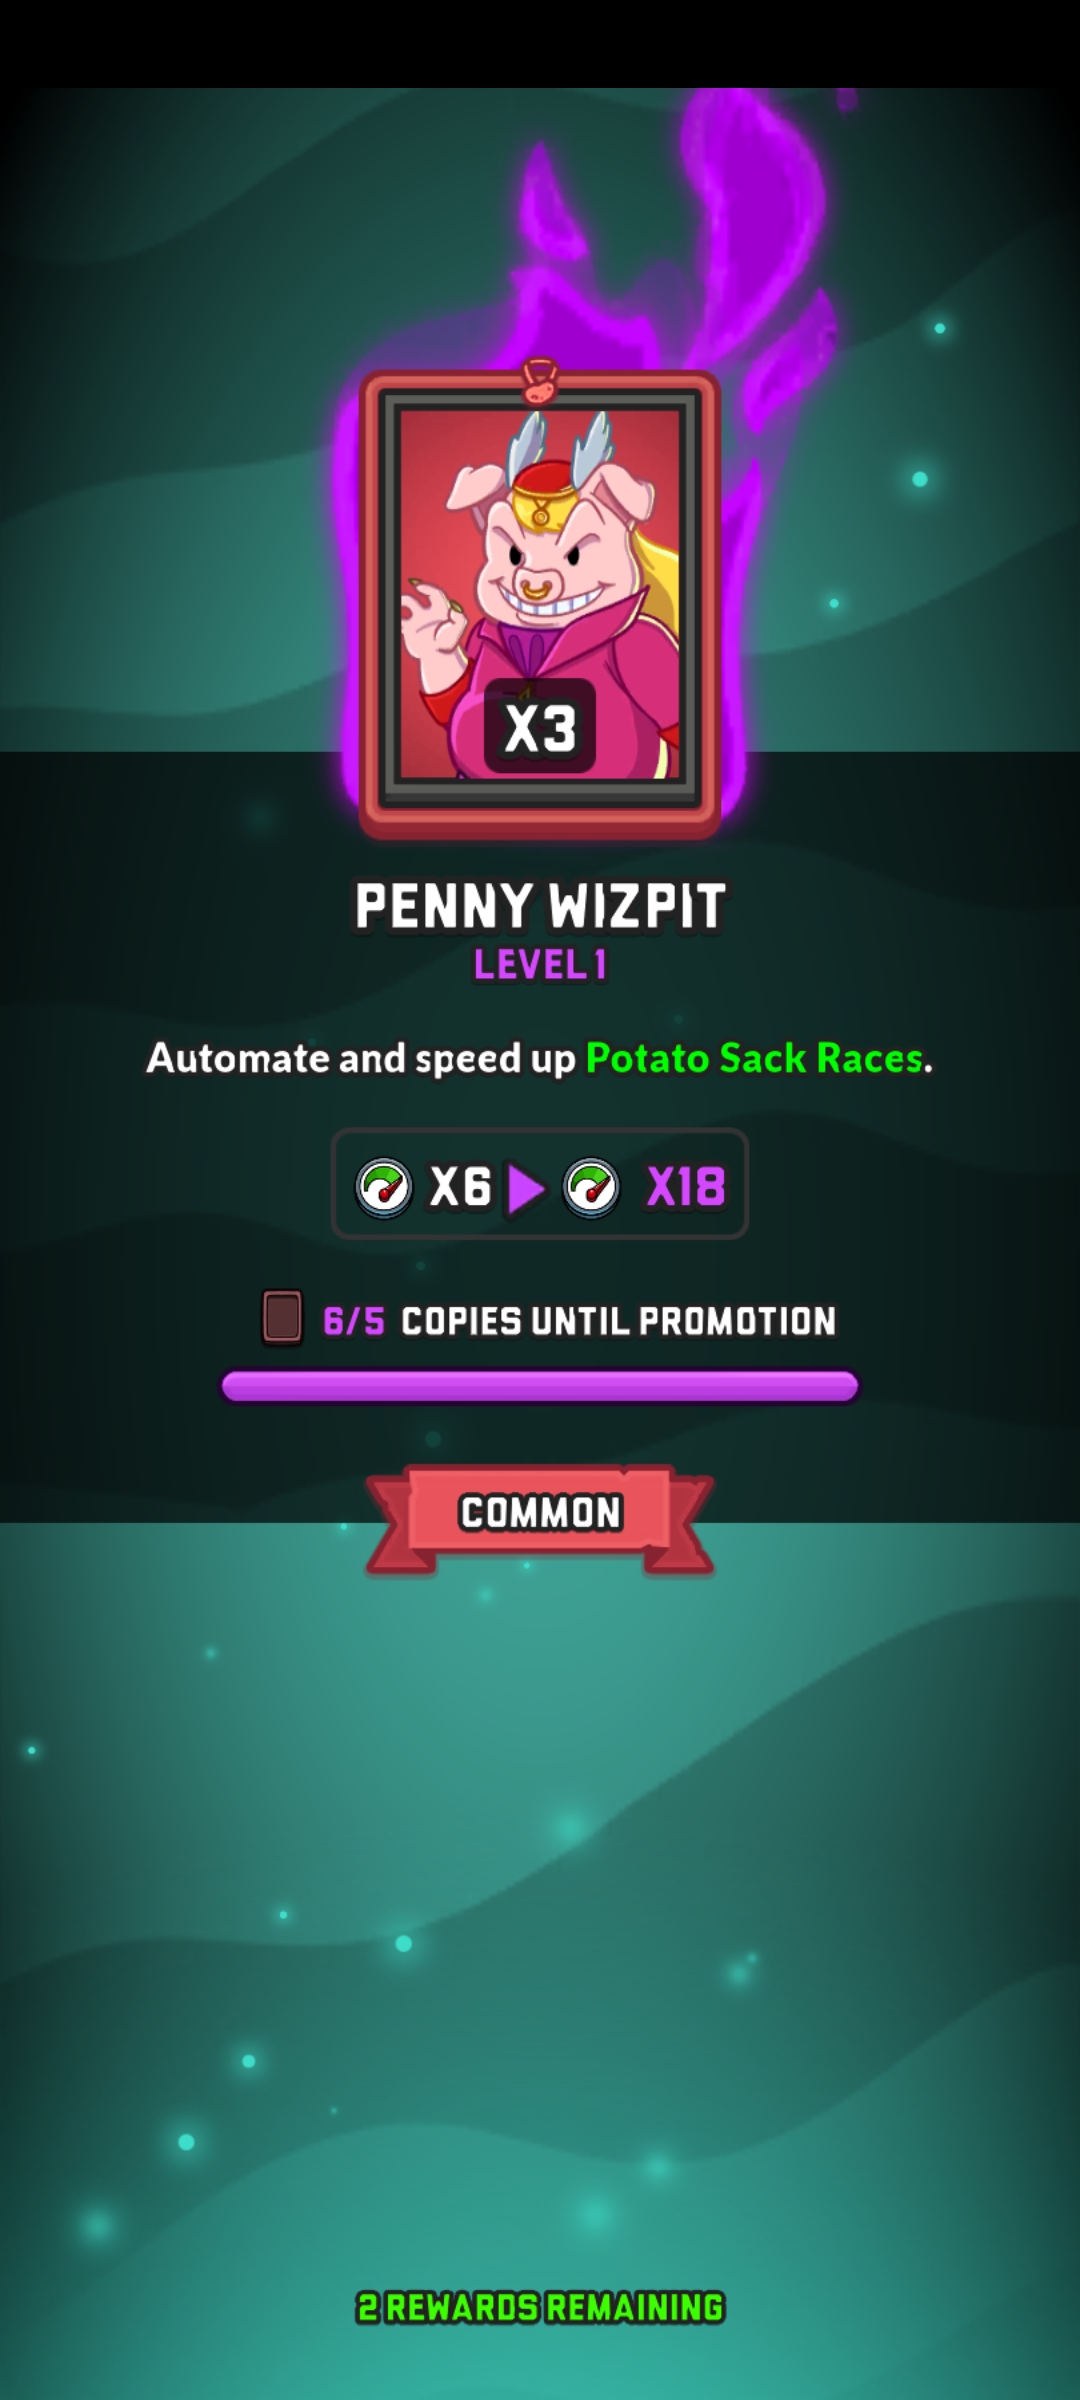 X3
PENNY WIZPIT
LEVEL 1
Automate and speed up Potato Sack Races.
X6 X18
6/5 COPIES UNTIL PROMOTION
COMMON
2 REWARDS REMAINING